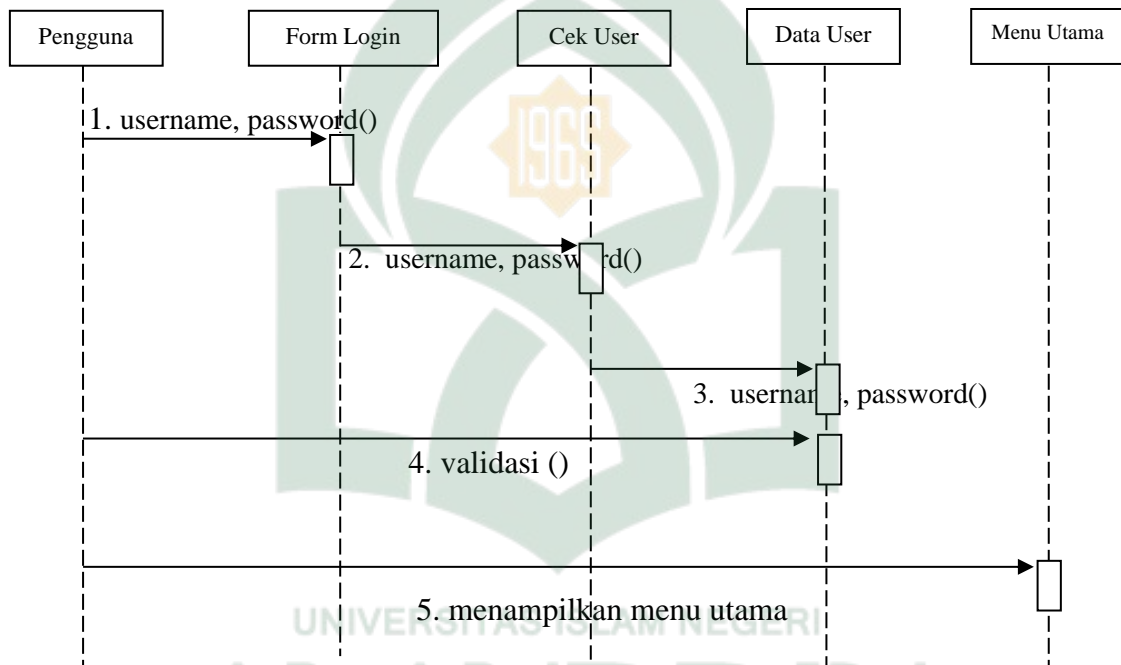 Pengguna
Form Login
Cek User
Data User
Menu Utama
1. username, password()
1965
2. username, password()
3. username, password()
4. validasi ()
5. menampilkan menu utama
UNIVERSITAS ISLAM NEGERI